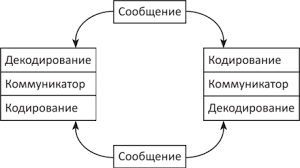 Сообщение
Декодирование
Коммуникатор
Кодирование
Кодирование
Коммуникатор
Декодирование
Сообщение